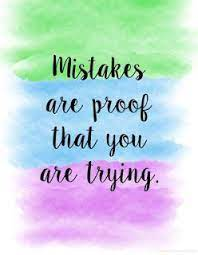 Mistakes
are proof
that you
are trying.